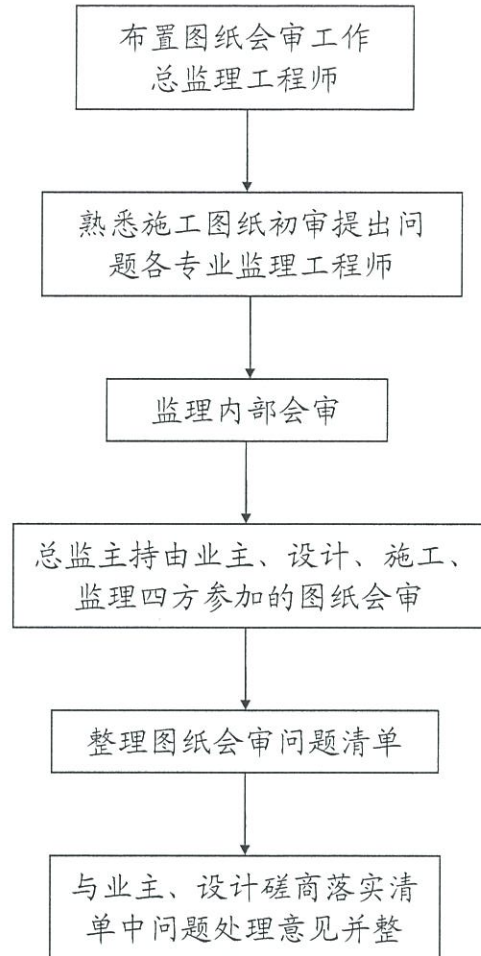 布置图纸会审工作
总监理工程师
熟悉施工图纸初审提出问
题各专业监理工程师
监理内部会审
总监主持由业主、设计、施工、
监理四方参加的图纸会审
整理图纸会审问题清单
与业主、设计磋商落实清
单中问题处理意见并整